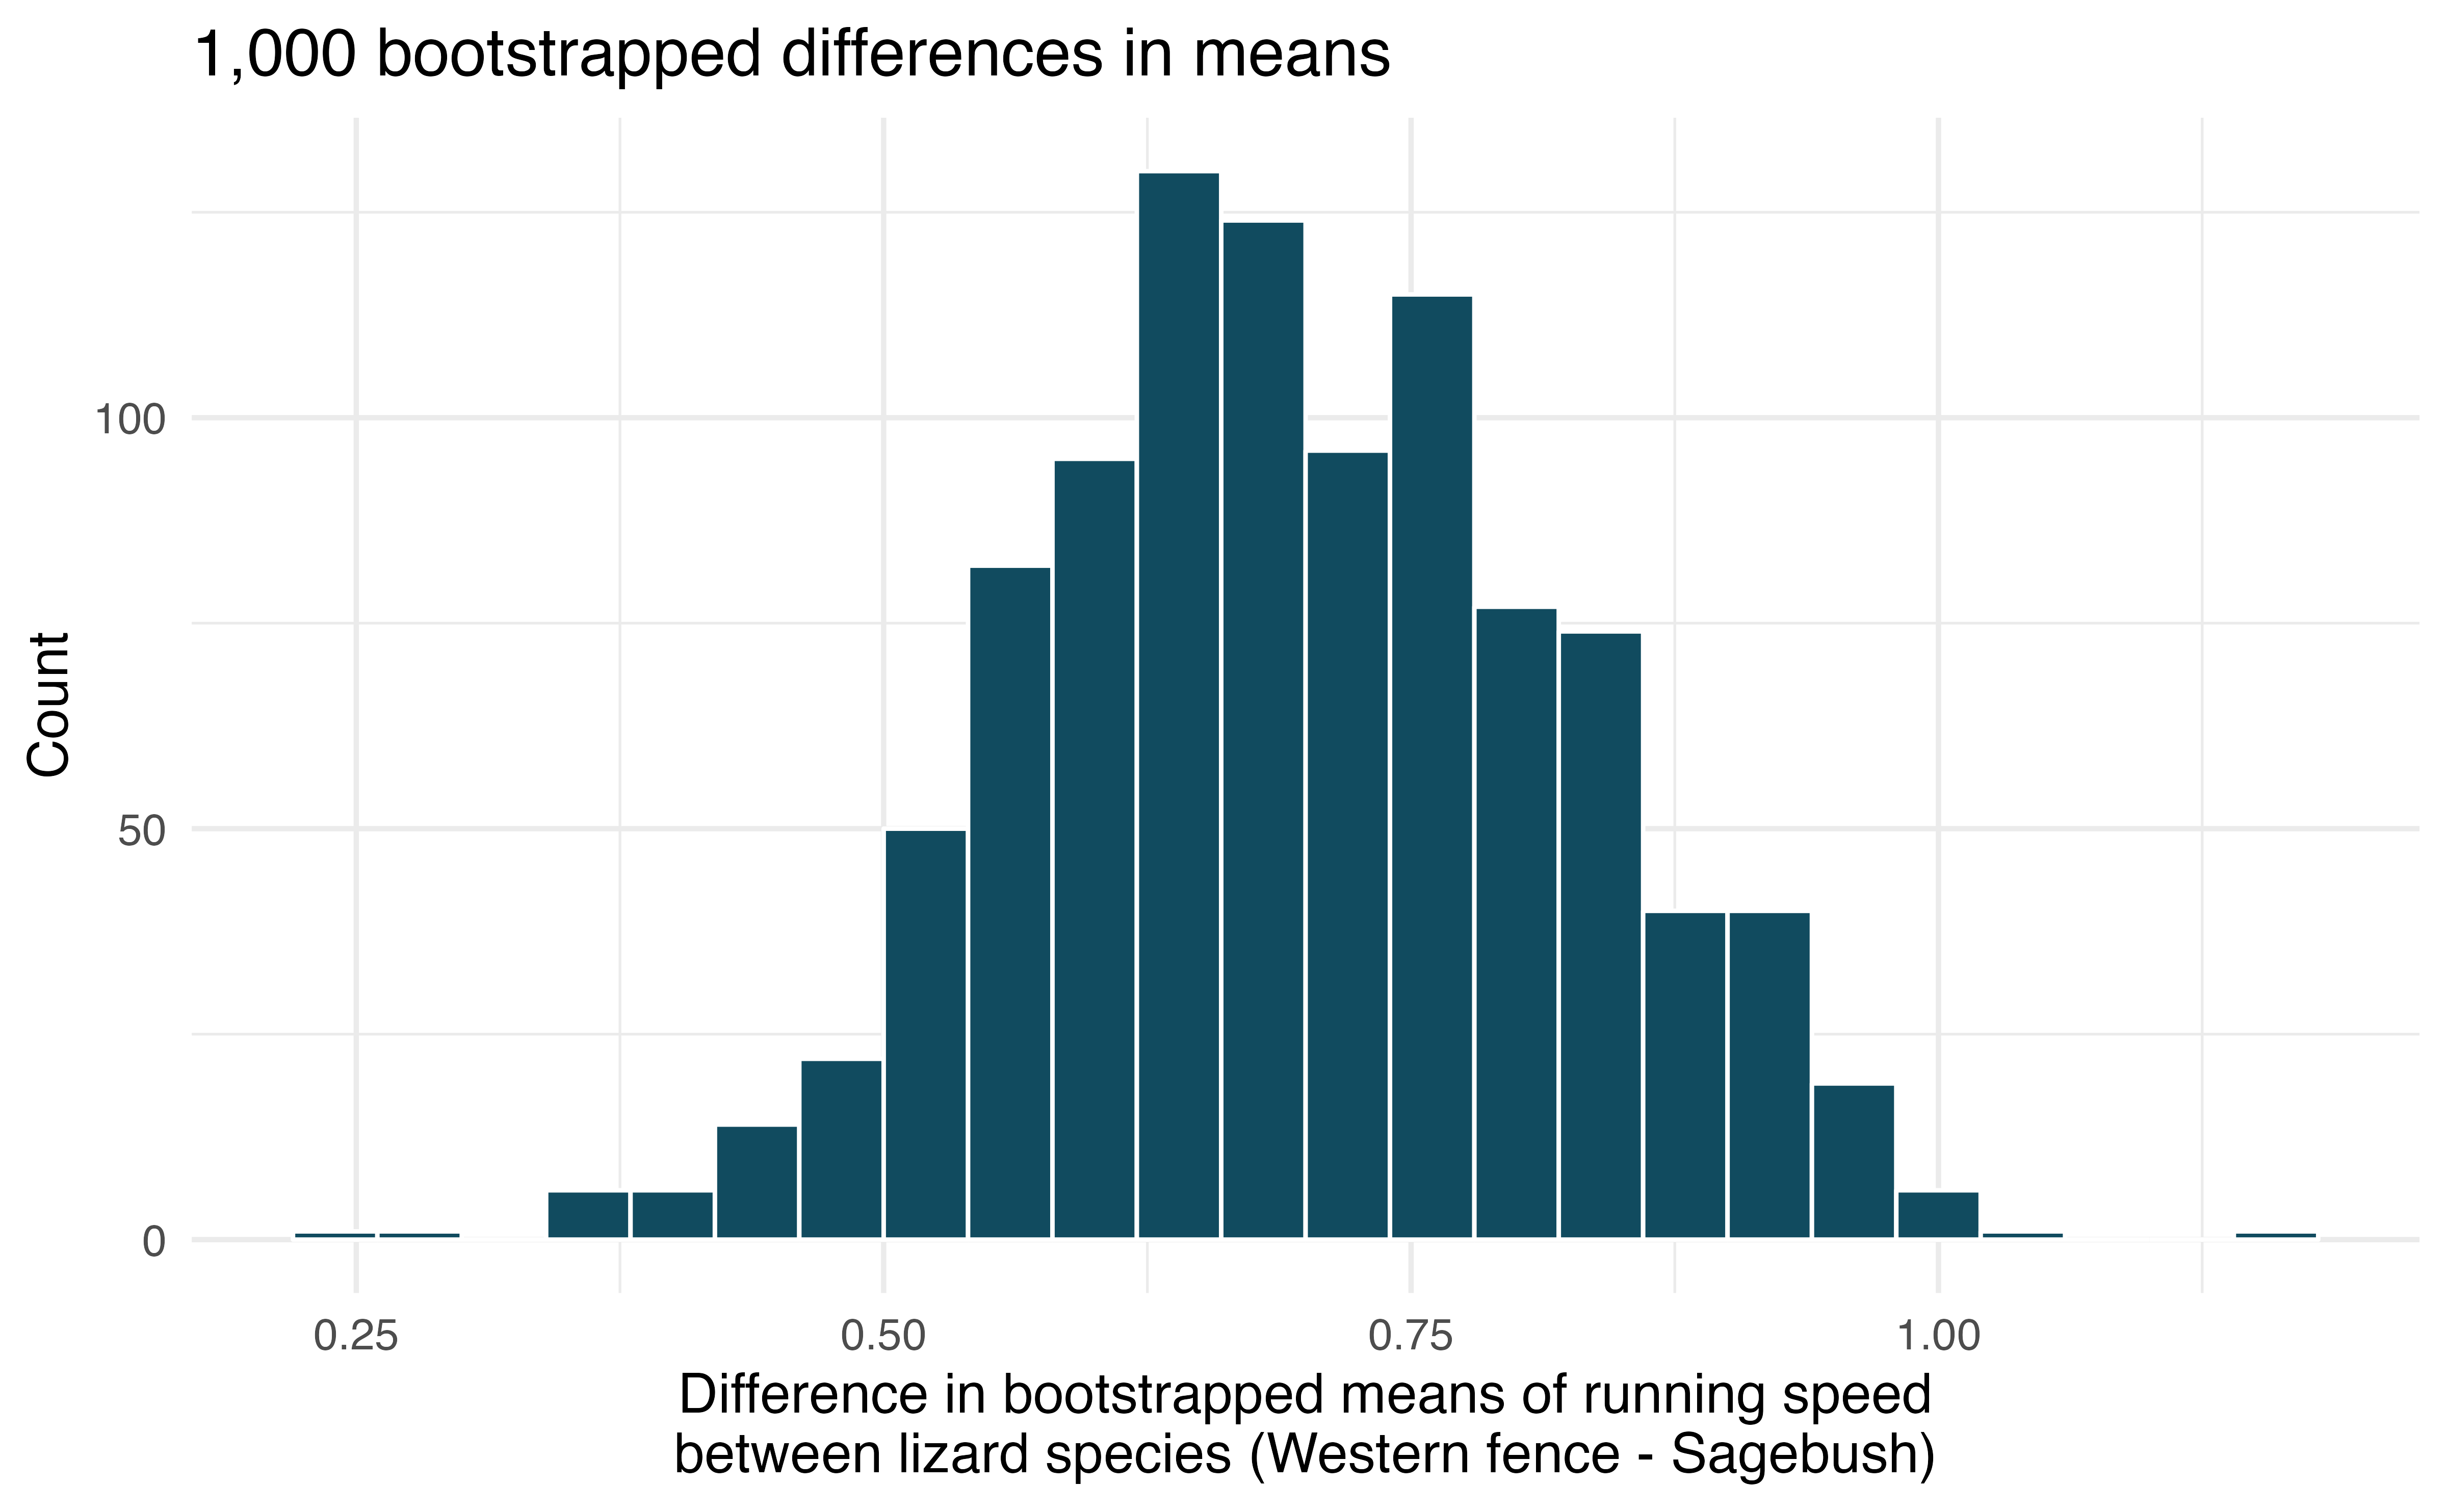 1,000 bootstrapped differences in means
Count
100
50
0
0.25 0.50 0.75 1.00
Difference in bootstrapped means of running speed
between lizard species (Western fence - Sagebush)